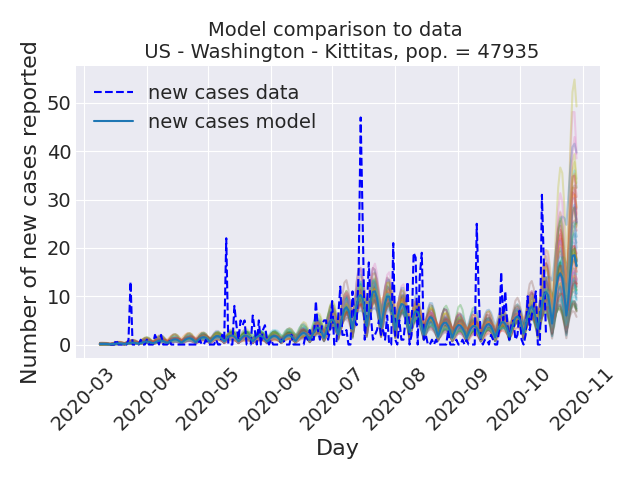 Model comparison to data
US - Washington - Kittitas, pop. = 47935
Number of new cases reported
new cases data
new cases model
50
40
30
20
10
0
2020-03
2020-04
2020-05
2020-06
2020-07
2020-08
2020-09
2020-10
2020-11
Day